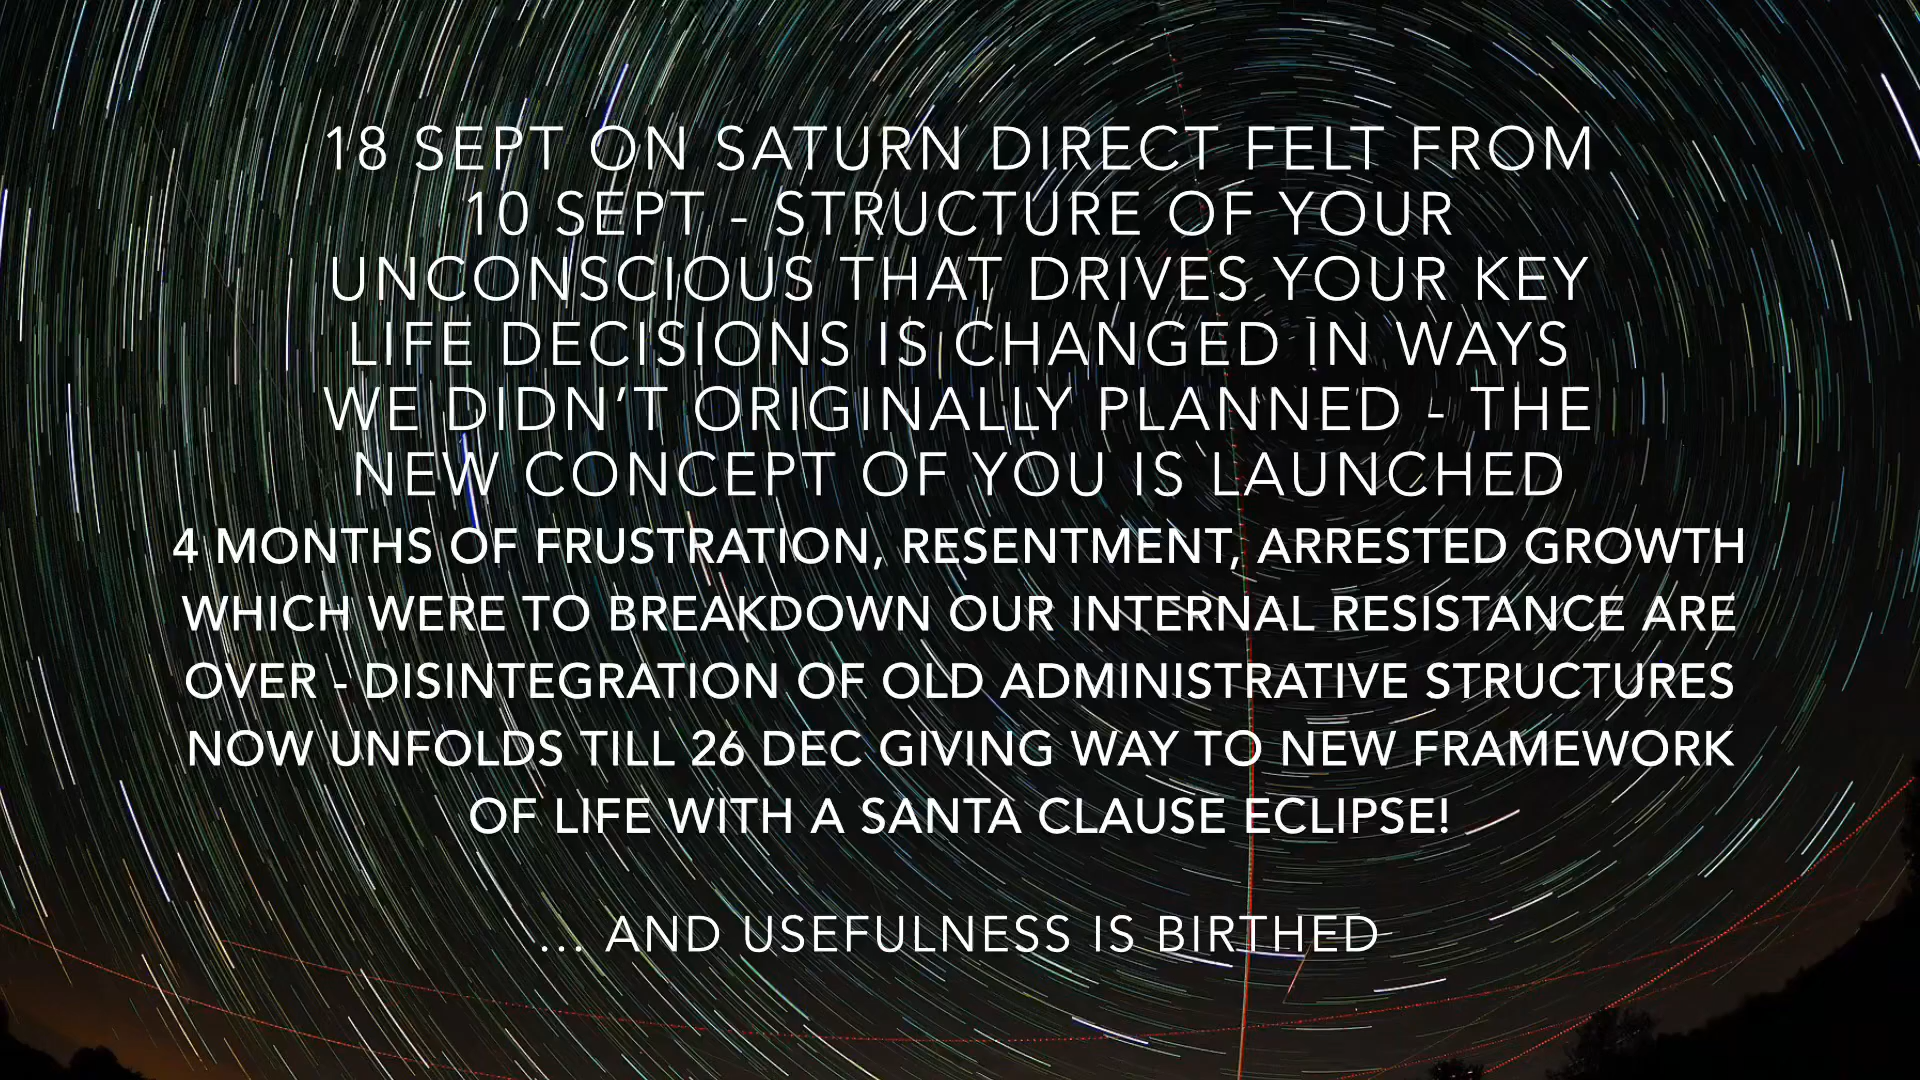 18 SEPT ON SATURN DIRECT FELT FROM
10 SEPT - STRUCTURE OF YOUR
UNCONSCIOUS THAT DRIVES YOUR KEY
LIFE DECISIONS IS CHANGED IN WAYS
WE DIDN'T ORIGINALLY PLANNED - THE
NEW CONCEPT OF YOU IS LAUNCHED
4 MONTHS OF FRUSTRATION, RESENTMENT, ARRESTED GROWTH
WHICH WERE TO BREAKDOWN OUR INTERNAL RESISTANCE ARE
OVER - DISINTEGRATION OF OLD ADMINISTRATIVE STRUCTURES
NOW UNFOLDS TILL 26 DEC GIVING WAY TO NEW FRAMEWORK
OF LIFE WITH A SANTA CLAUSE ECLIPSE!
... AND USEFULNESS IS BIRTHED